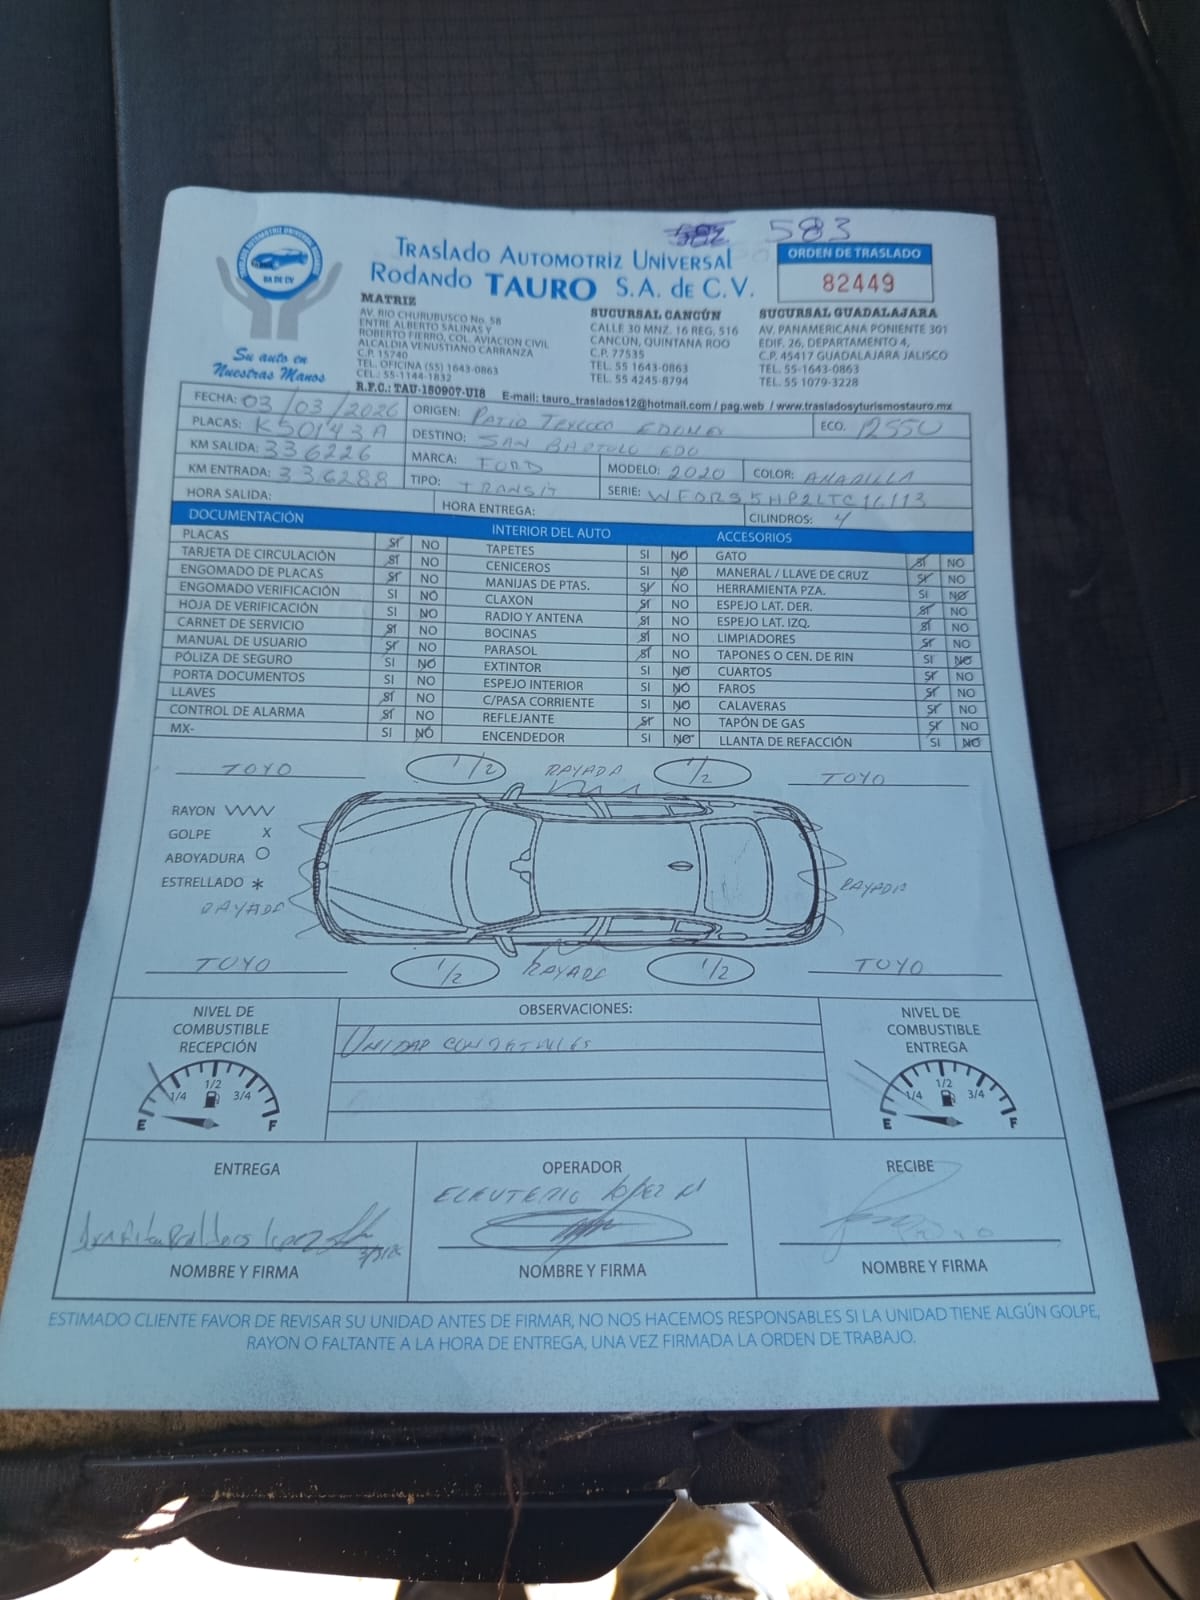 583
TRASLADO AUTOMOTRIZ UNIVERSAL
RODANDO TAURO S.A. DE C.V.
ORDEN DE TRASLADO
82449
SA DE CV
Su auto en
Nuestras Manos
MATRIZ
AV. RIO CHURUBUSCO No. 58
ENTRE ALBERTO SALINAS Y
ROBERTO FIERRO, COL. AVIACION CIVIL
ALCALDIA VENUSTIANO CARRANZA
C.P. 15740
TEL. OFICINA (55) 1643-0863
CEL.: 55-1144-1832
R.F.C.: TAU-150907-UI8
SUCURSAL CANCÚN
CALLE 30 MNZ. 16 REG. 516
CANCÚN, QUINTANA ROO
C.P. 77535
TEL. 55 1643-0863
TEL. 55 4245-8794
SUCURSAL GUADALAJARA
AV. PANAMERICANA PONIENTE 301
EDIF. 26, DEPARTAMENTO 4,
C.P. 45417 GUADALAJARA JALISCO
TEL. 55-1643-0863
TEL. 55 1079-3228
E-mail: tauro_traslados12@hotmail.com / pag.web / www.trasladosyturismostauro.mx
FECHA: 03/03/2026 ORIGEN: PATIO TEXCOCO EDOMEX ECO. 12550
PLACAS: K50143A DESTINO: SAN BARTOLO EDO
KM SALIDA: 336226 MARCA: FORD MODELO: 2020 COLOR: AMARILLA
KM ENTRADA: 336288 TIPO: TRANSIT SERIE: WFORS5HP2LTC16113
HORA SALIDA: HORA ENTREGA: CILINDROS: 4
DOCUMENTACIÓN INTERIOR DEL AUTO ACCESORIOS
PLACAS SI NO TAPETES SI NO GATO SI NO
TARJETA DE CIRCULACIÓN SI NO CENICEROS SI NO MANERAL / LLAVE DE CRUZ SI NO
ENGOMADO DE PLACAS SI NO MANIJAS DE PTAS. SI NO HERRAMIENTA PZA. SI NO
ENGOMADO VERIFICACIÓN SI NO CLAXON SI NO ESPEJO LAT. DER. SI NO
HOJA DE VERIFICACIÓN SI NO RADIO Y ANTENA SI NO ESPEJO LAT. IZQ. SI NO
CARNET DE SERVICIO SI NO BOCINAS SI NO LIMPIADORES SI NO
MANUAL DE USUARIO SI NO PARASOL SI NO TAPONES O CEN. DE RIN SI NO
PÓLIZA DE SEGURO SI NO EXTINTOR SI NO CUARTOS SI NO
PORTA DOCUMENTOS SI NO ESPEJO INTERIOR SI NO FAROS SI NO
LLAVES SI NO C/PASA CORRIENTE SI NO CALAVERAS SI NO
CONTROL DE ALARMA SI NO REFLEJANTE SI NO TAPÓN DE GAS SI NO
MX- SI NO ENCENDEDOR SI NO LLANTA DE REFACCIÓN SI NO
TOYO 1/2 RAYADA 1/2 TOYO
RAYON
GOLPE X
ABOYADURA O
ESTRELLADO *
RAYADA
RAYADA
TOYO 1/2 RAYADA 1/2 TOYO
NIVEL DE
COMBUSTIBLE
RECEPCIÓN
E 1/4 1/2 3/4 F
OBSERVACIONES:
UNIDAD CON DETALLES
NIVEL DE
COMBUSTIBLE
ENTREGA
E 1/4 1/2 3/4 F
ENTREGA OPERADOR RECIBE
ELEUTERIO LOPEZ M
NOMBRE Y FIRMA NOMBRE Y FIRMA NOMBRE Y FIRMA
ESTIMADO CLIENTE FAVOR DE REVISAR SU UNIDAD ANTES DE FIRMAR, NO NOS HACEMOS RESPONSABLES SI LA UNIDAD TIENE ALGÚN GOLPE,
RAYON O FALTANTE A LA HORA DE ENTREGA, UNA VEZ FIRMADA LA ORDEN DE TRABAJO.